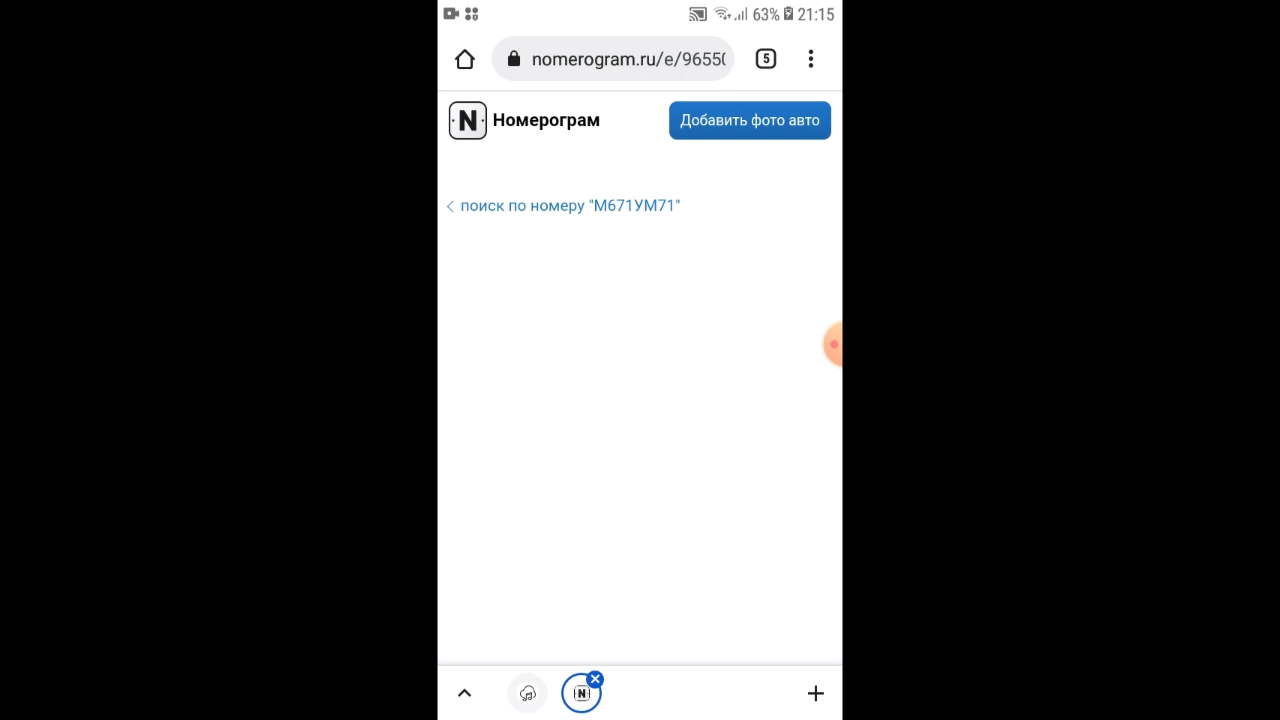 63% 21:15
nomerogram.ru/e/9655
5
N Номерограм
Добавить фото авто
< поиск по номеру "М671УМ71"
N